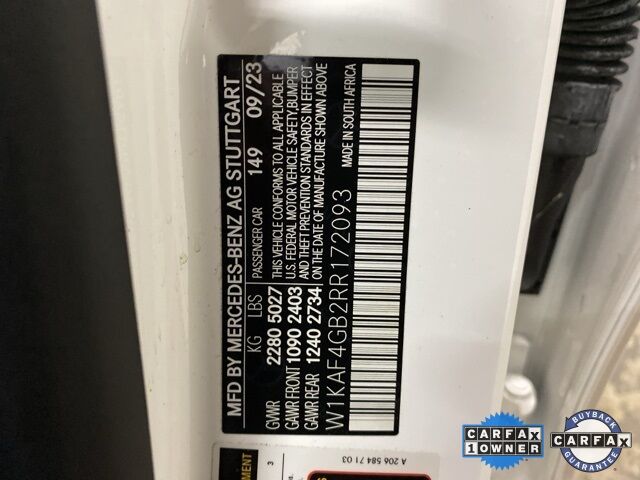 MFD BY MERCEDES-BENZ AG STUTTGART
KG LBS PASSENGER CAR 149 09/23
GVWR 2280 5027 THIS VEHICLE CONFORMS TO ALL APPLICABLE
U.S. FEDERAL MOTOR VEHICLE SAFETY, BUMPER
GAWR FRONT 1090 2403 AND THEFT PREVENTION STANDARDS IN EFFECT
GAWR REAR 1240 2734 ON THE DATE OF MANUFACTURE SHOWN ABOVE
W1KAF4GB2RR172093 MADE IN SOUTH AFRICA
3
A 206 584 71 03
CARFAX
1 OWNER
BUYBACK
CARFAX
GUARANTEE